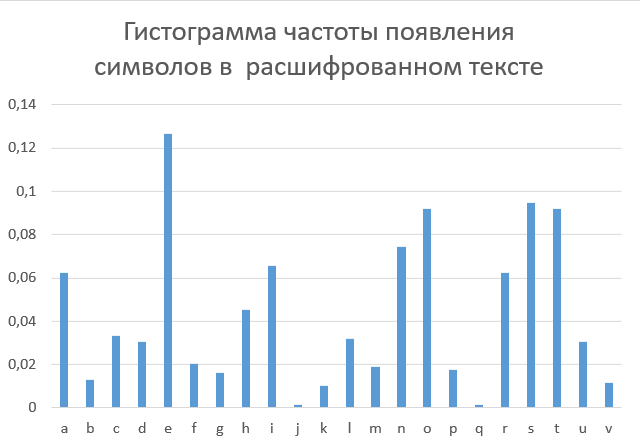 Гистограмма частоты появления
символов в расшифрованном тексте
0,14
0,12
0,1
0,08
0,06
0,04
0,02
0
a b c d e f g h i j k l m n o p q r s t u v